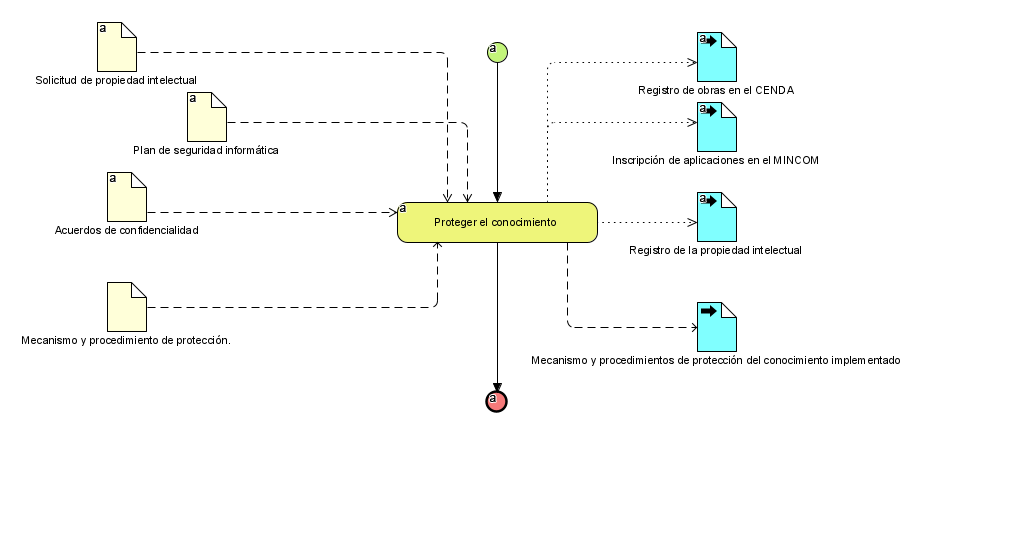 a
Solicitud de propiedad intelectual
a
Plan de seguridad informática
a
Acuerdos de confidencialidad
Mecanismo y procedimiento de protección.
a
a
Proteger el conocimiento
a
a
Registro de obras en el CENDA
a
Inscripción de aplicaciones en el MINCOM
a
Registro de la propiedad intelectual
Mecanismo y procedimientos de protección del conocimiento implementado